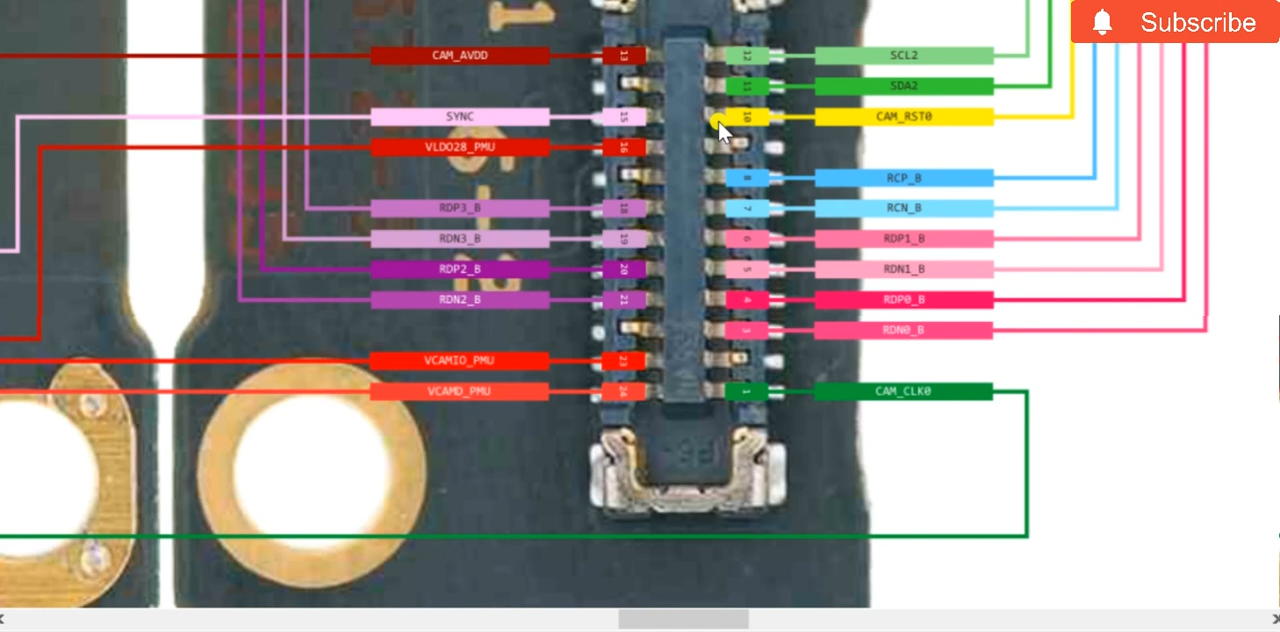 Subscribe
1
CAM_AVDD 13 12 SCL2
11 SDA2
SYNC 15 10 CAM_RST0
VLDO28_PMU 16
8 RCP_B
RDP3_B 18 7 RCN_B
RDN3_B 19 6 RDP1_B
RDP2_B 20 5 RDN1_B
RDN2_B 21 4 RDP0_B
3 RDN0_B
VCAMIO_PMU 23
VCAMD_PMU 24 1 CAM_CLK0